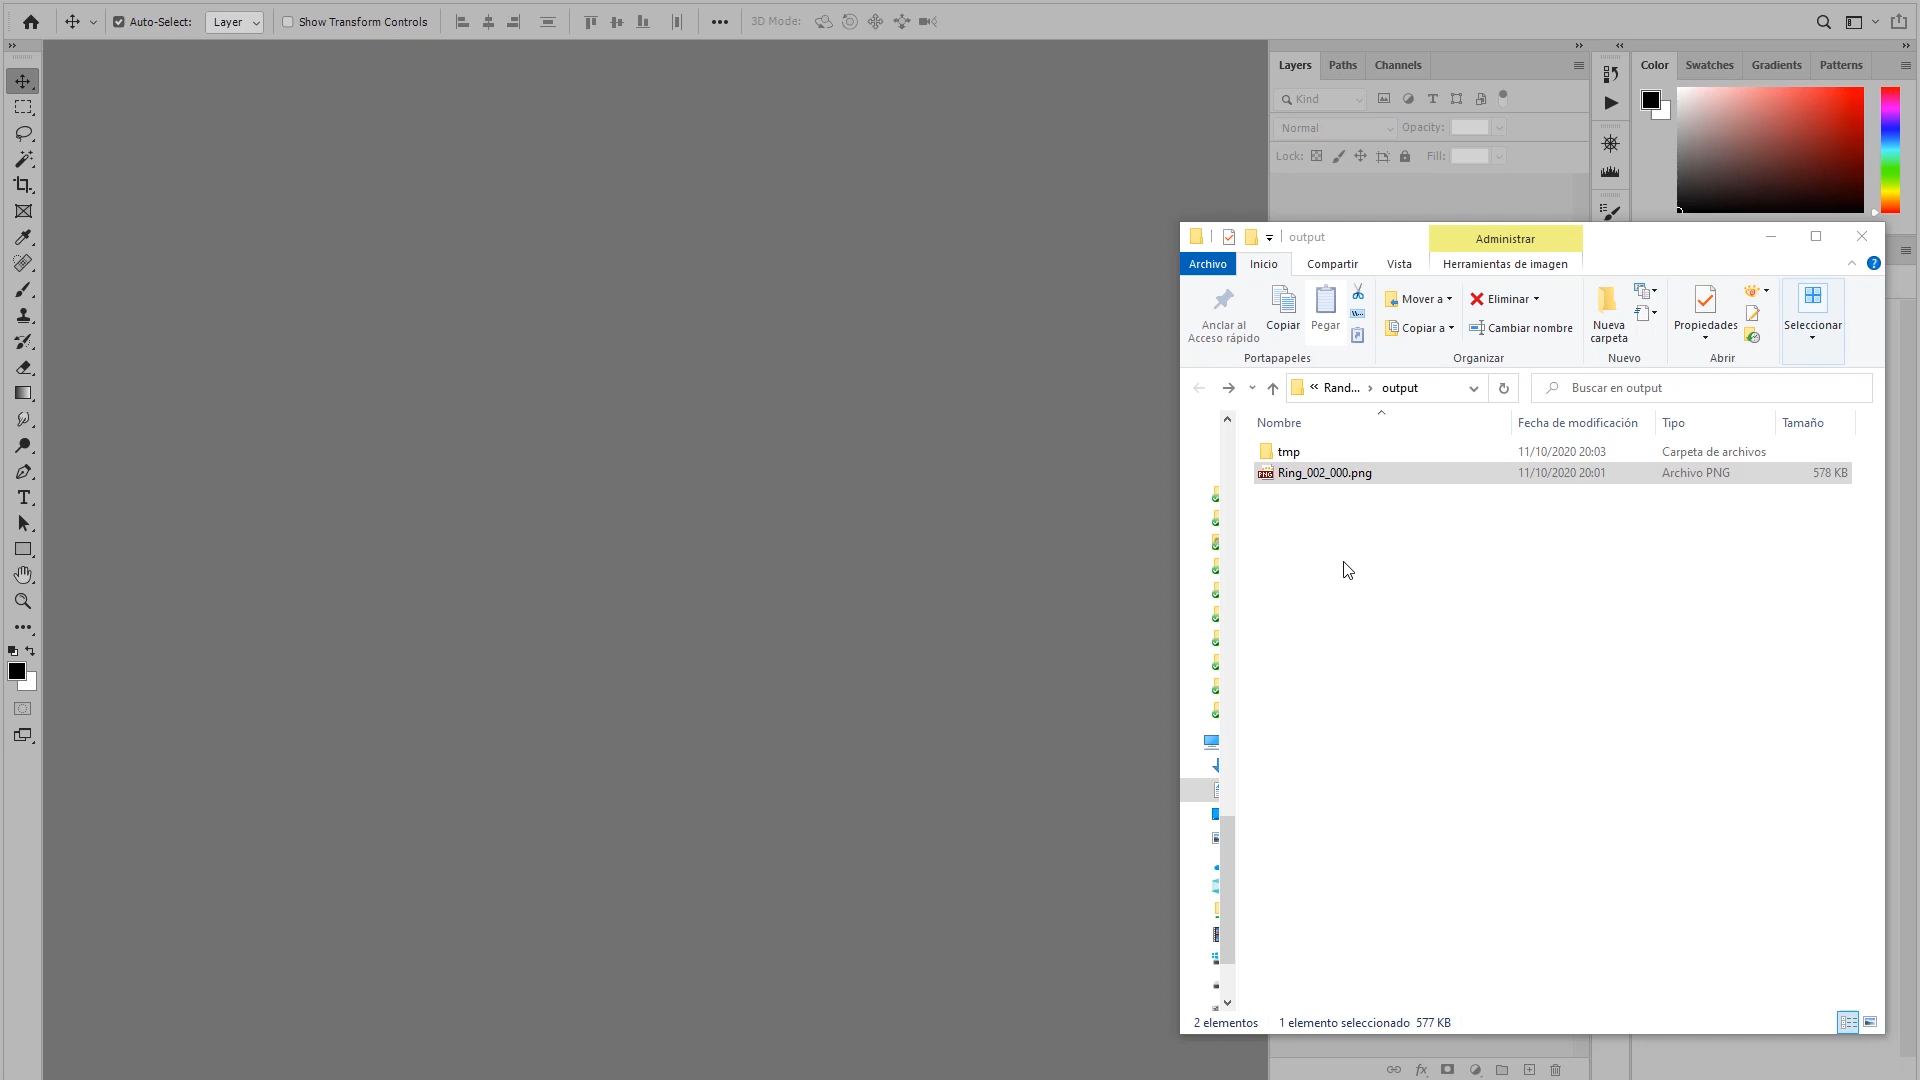 Auto-Select: Layer Show Transform Controls 3D Mode:
Layers Paths Channels
Color Swatches Gradients Patterns
Kind
Normal Opacity:
Lock: Fill:
output
Administrar
Archivo Inicio Compartir Vista Herramientas de imagen
Anclar al
Acceso rápido
Copiar
Pegar
Mover a
Copiar a
Eliminar
Cambiar nombre
Nueva
carpeta
Propiedades
Seleccionar
Portapapeles Organizar Nuevo Abrir
« Rand... › output
Buscar en output
Nombre Fecha de modificación Tipo Tamaño
tmp 11/10/2020 20:03 Carpeta de archivos
Ring_002_000.png 11/10/2020 20:01 Archivo PNG 578 KB
2 elementos 1 elemento seleccionado 577 KB